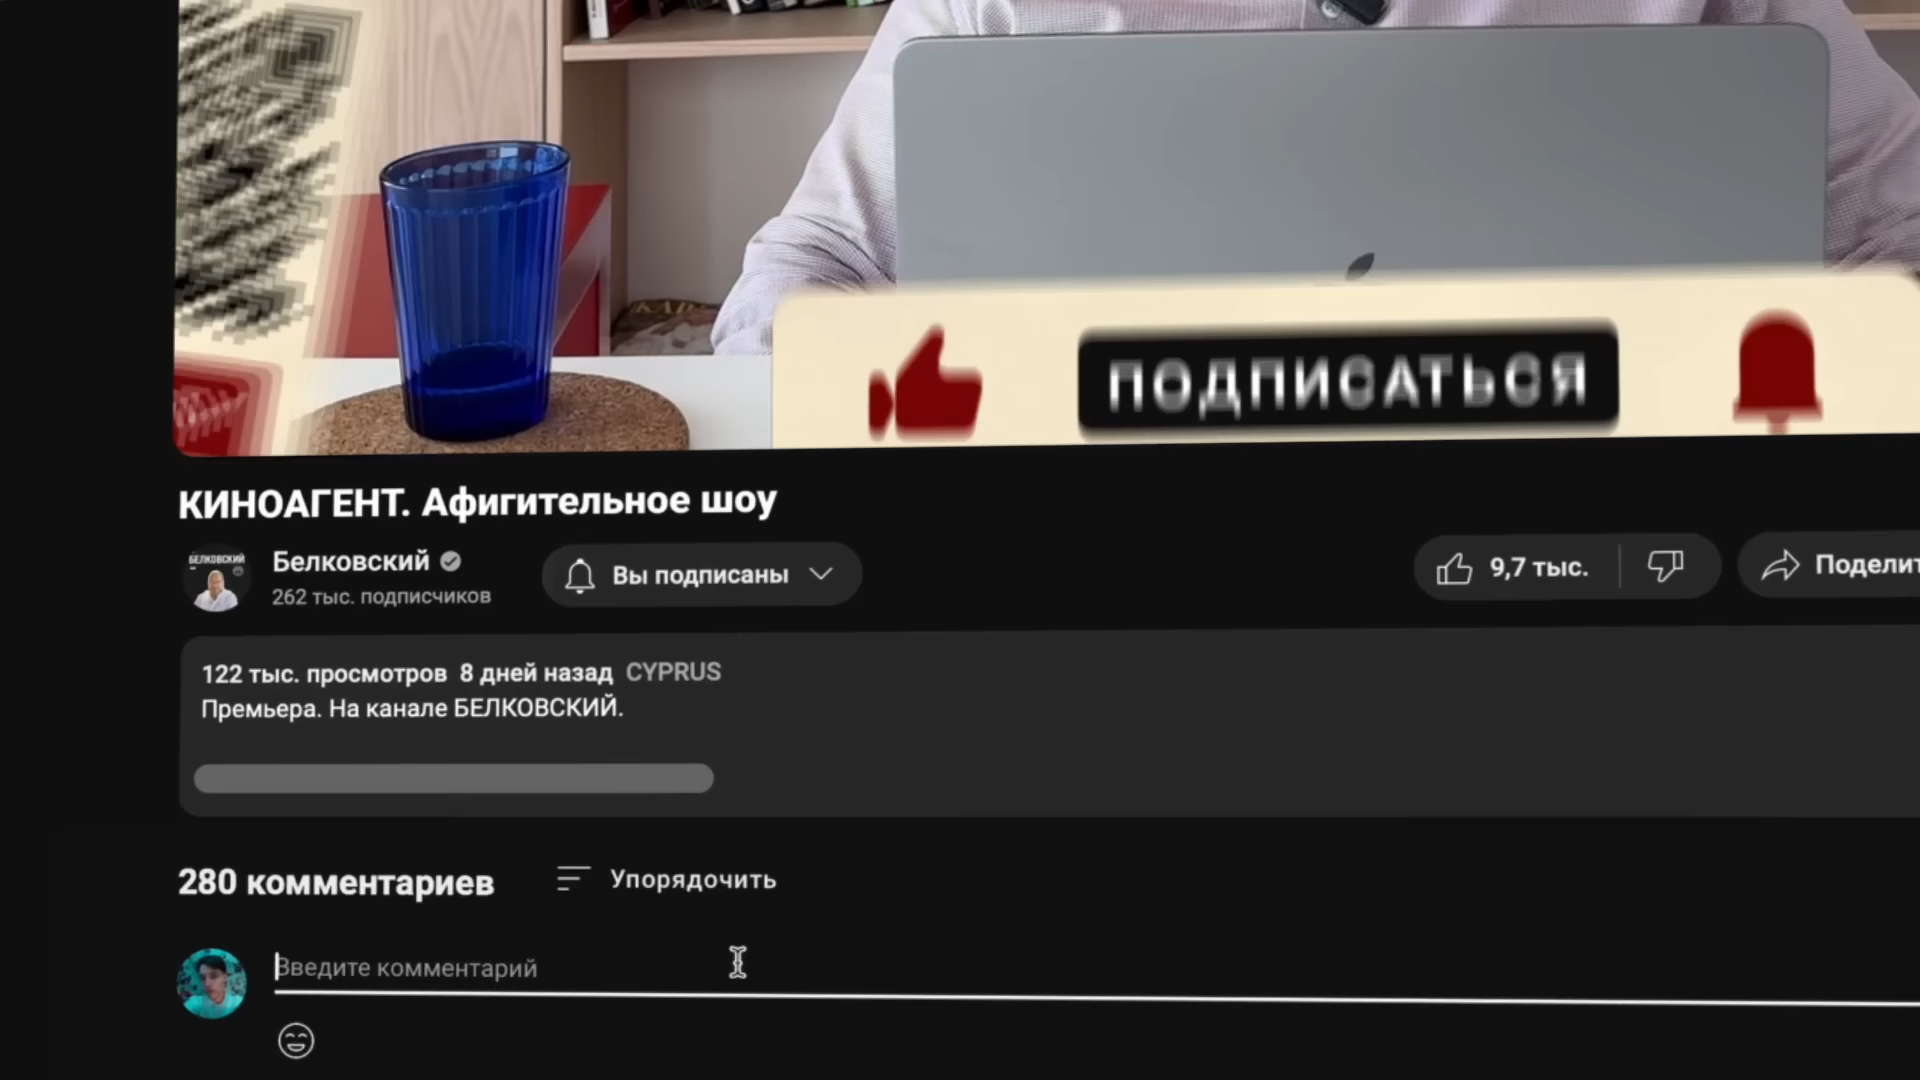 ПОДПИСАТЬСЯ
КИНОАГЕНТ. Афигительное шоу
БЕЛКОВСКИЙ
Белковский
262 тыс. подписчиков
Вы подписаны
9,7 тыс.
Поделит
122 тыс. просмотров 8 дней назад CYPRUS
Премьера. На канале БЕЛКОВСКИЙ.
280 комментариев
Упорядочить
Введите комментарий